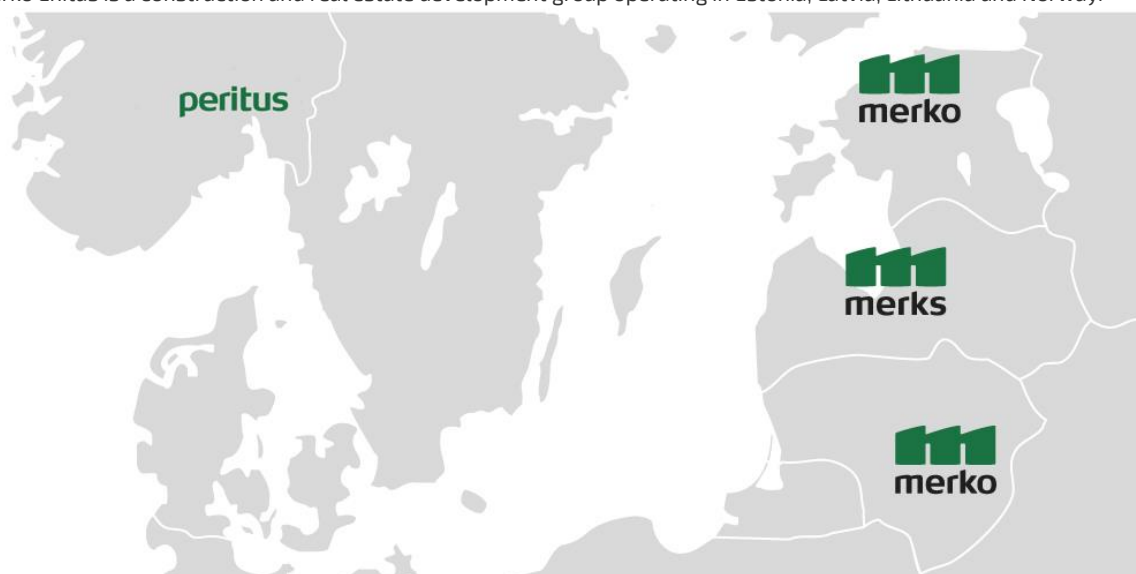 is a construction and real estate development group operating in Estonia, Latvia, Lithuania and Norway.
peritus
merko
merks
merko